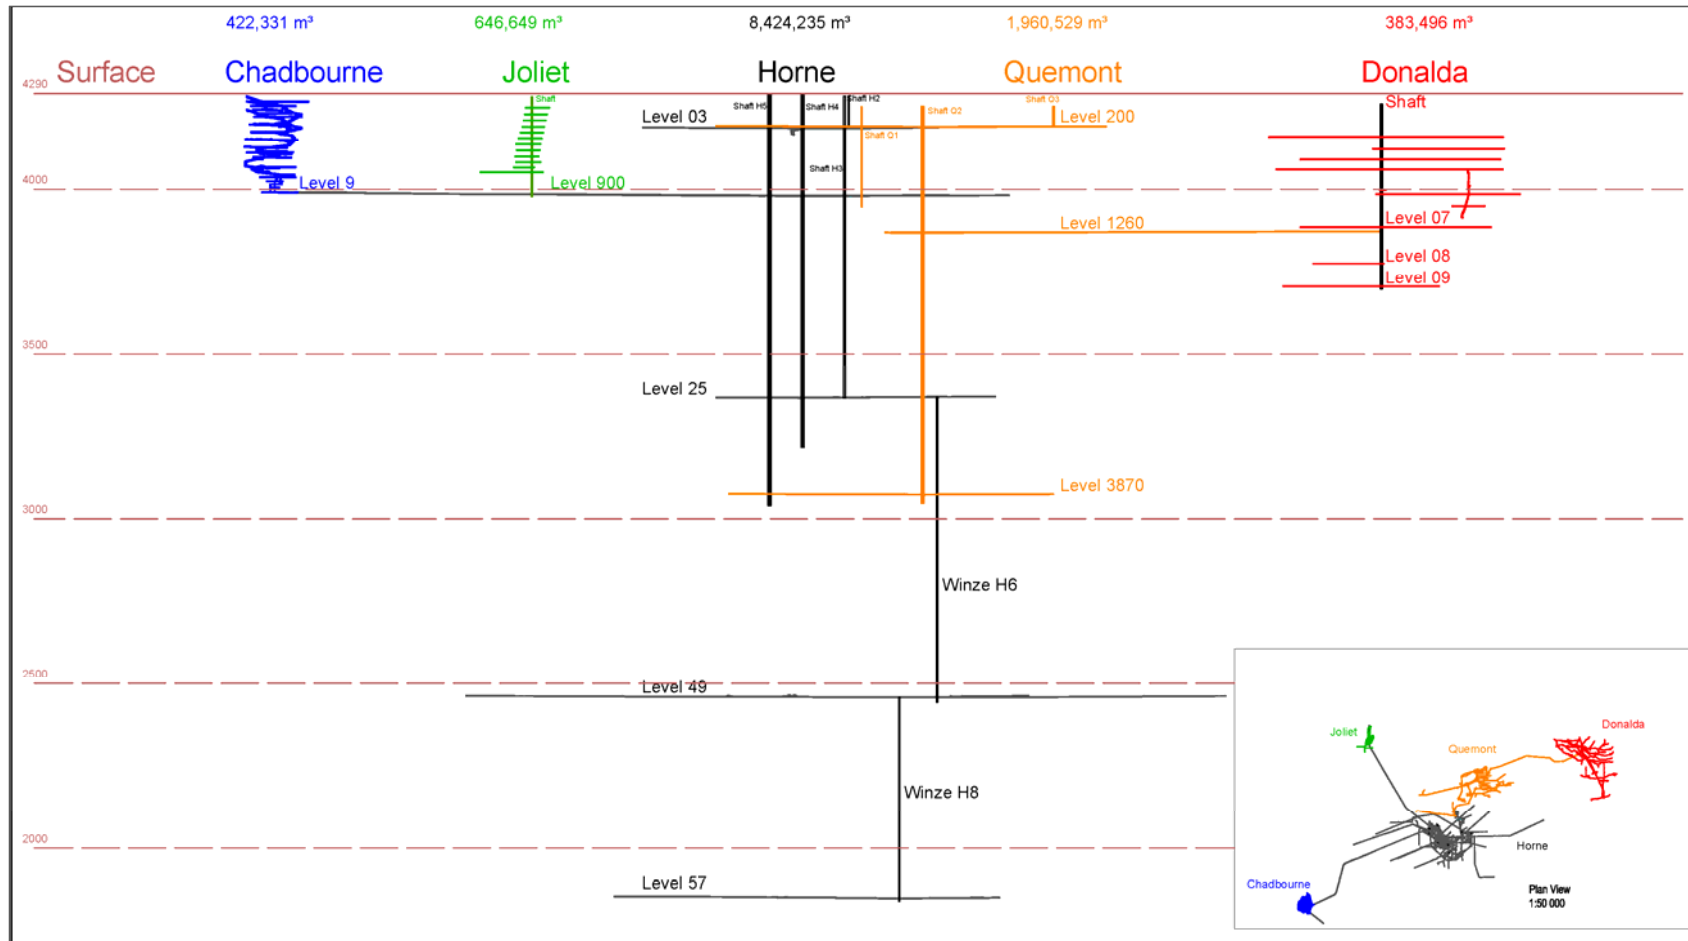 422,331 m³ 646,649 m³ 8,424,235 m³ 1,960,529 m³ 383,496 m³
Surface Chadbourne Joliet Horne Quemont Donalda
4290
Shaft
Shaft H5 Shaft H4 Shaft H2 Shaft Q2 Shaft Q3
Shaft
Level 03
Level 200
Shaft Q1
Shaft H3
4000
Level 9
Level 900
Level 07
Level 1260
Level 08
Level 09
3500
Level 25
Level 3870
3000
Winze H6
2500
Level 49
Winze H8
2000
Level 57
Joliet
Quemont
Donalda
Horne
Chadbourne
Plan View
1:50 000